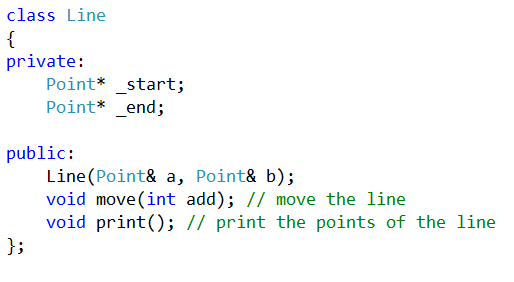 class Line
{
private:
    Point* _start;
    Point* _end;

public:
    Line(Point& a, Point& b);
    void move(int add); // move the line
    void print(); // print the points of the line
};